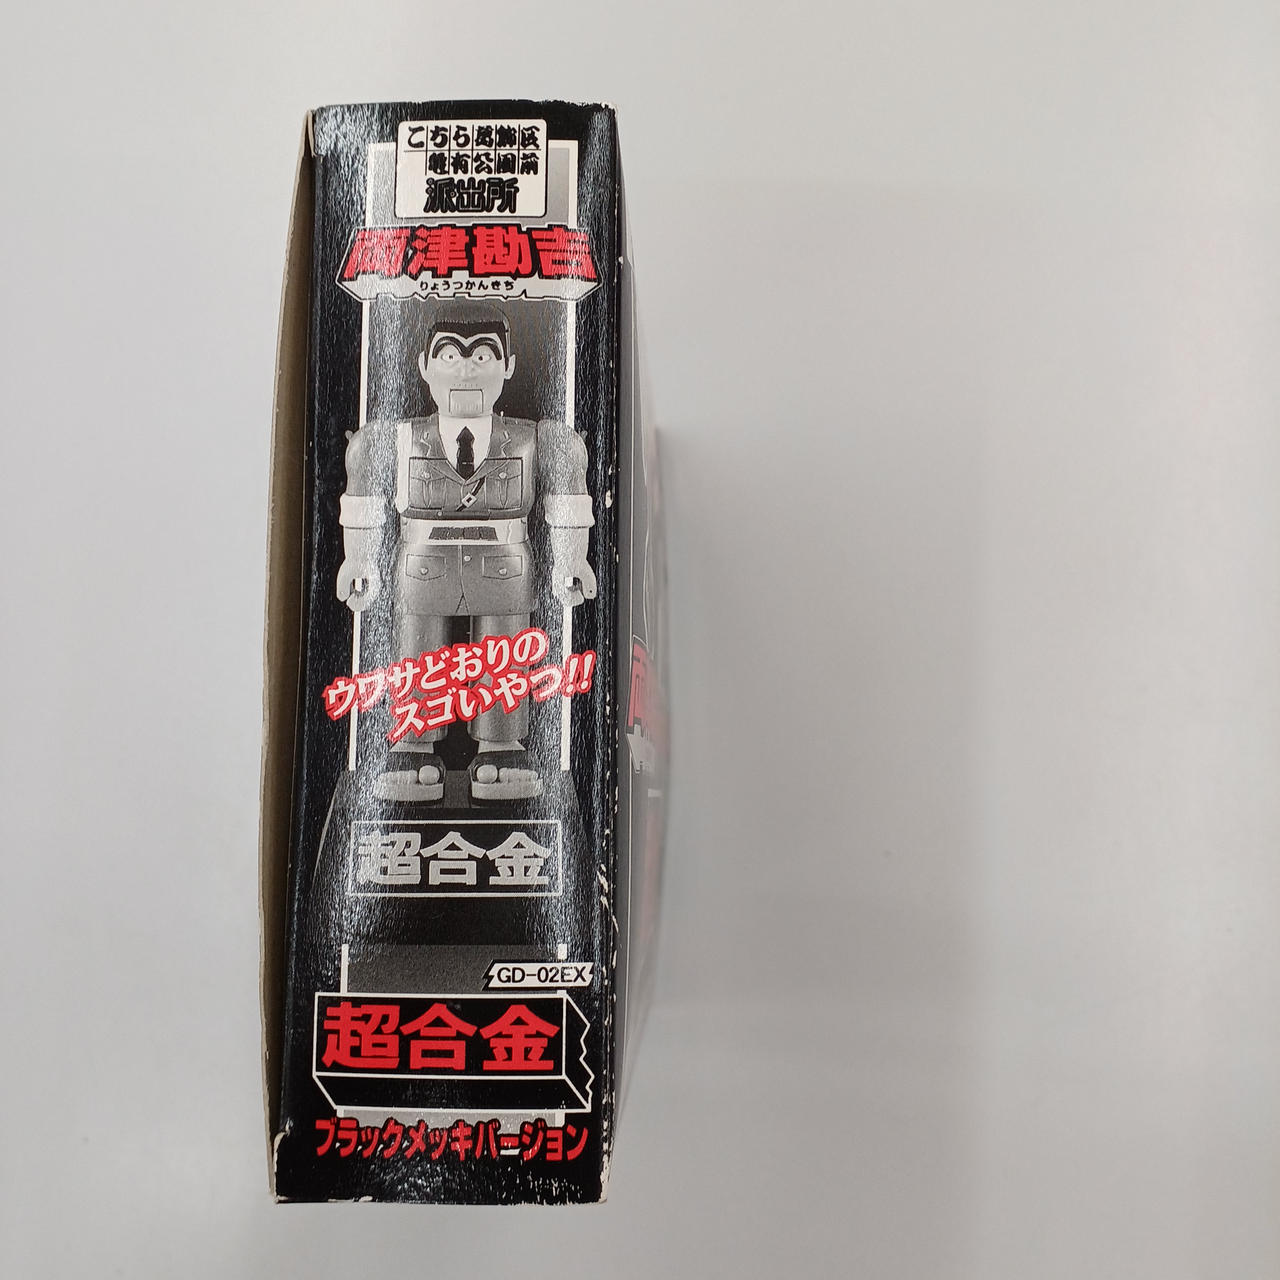 こちら葛飾区
亀有公園前
派出所
両津勘吉
りょうつかんきち
ウワサどおりの
スゴいやつ!!
超合金
GD-02EX
超合金
ブラックメッキバージョン